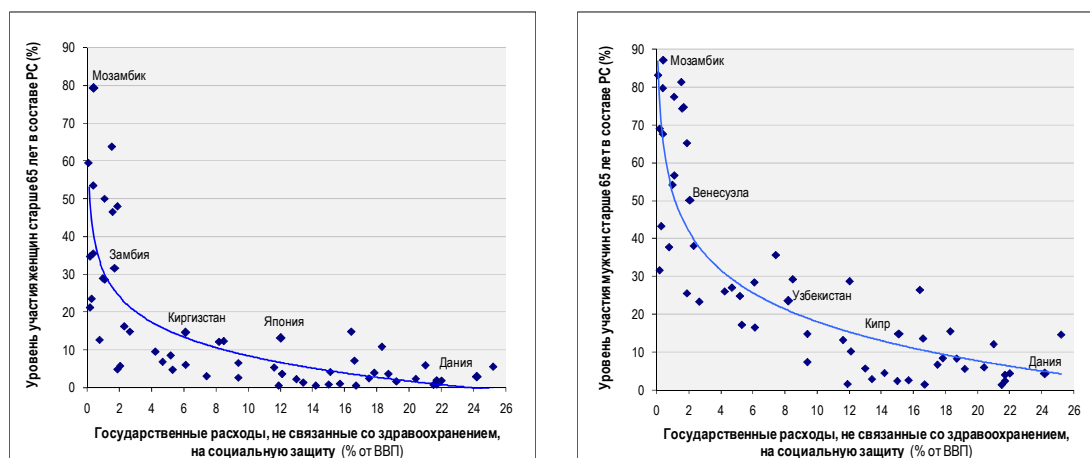 Уровень участия женщин старше 65 лет в составе РС (%)
90
80
70
60
50
40
30
20
10
0
Мозамбик
Замбия
Киргизстан
Япония
Дания
0 2 4 6 8 10 12 14 16 18 20 22 24 26
Государственные расходы, не связанные со здравоохранением,
на социальную защиту (% от ВВП)
Уровень участия мужчин старше 65 лет в составе РС (%)
90
80
70
60
50
40
30
20
10
0
Мозамбик
Венесуэла
Узбекистан
Кипр
Дания
0 2 4 6 8 10 12 14 16 18 20 22 24 26
Государственные расходы, не связанные со здравоохранением,
на социальную защиту (% от ВВП)